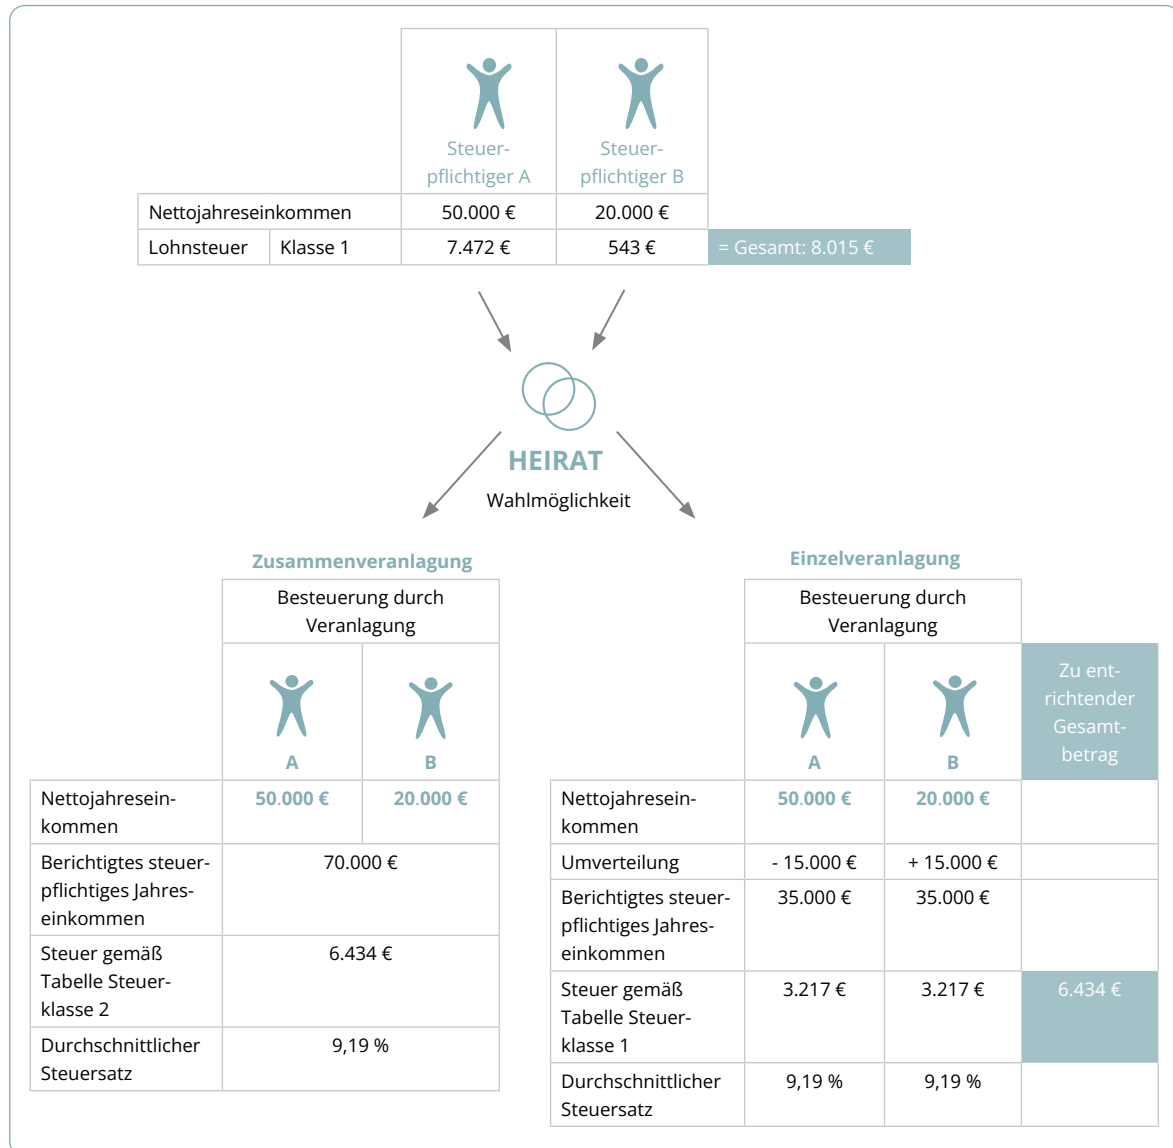 Steuer-
pflichtiger A
Steuer-
pflichtiger B
Nettojahreseinkommen 50.000 € 20.000 €
Lohnsteuer Klasse 1 7.472 € 543 € = Gesamt: 8.015 €
HEIRAT
Wahlmöglichkeit
Zusammenveranlagung
Besteuerung durch
Veranlagung
A B
Nettojahresein-
kommen
50.000 € 20.000 €
Berichtigtes steuer-
pflichtiges Jahres-
einkommen
70.000 €
Steuer gemäß
Tabelle Steuer-
klasse 2
6.434 €
Durchschnittlicher
Steuersatz
9,19 %
Einzelveranlagung
Besteuerung durch
Veranlagung
A B
Zu ent-
richtender
Gesamt-
betrag
Nettojahresein-
kommen
50.000 € 20.000 €
Umverteilung - 15.000 € + 15.000 €
Berichtigtes steuer-
pflichtiges Jahres-
einkommen
35.000 € 35.000 €
Steuer gemäß
Tabelle Steuer-
klasse 1
3.217 € 3.217 € 6.434 €
Durchschnittlicher
Steuersatz
9,19 % 9,19 %